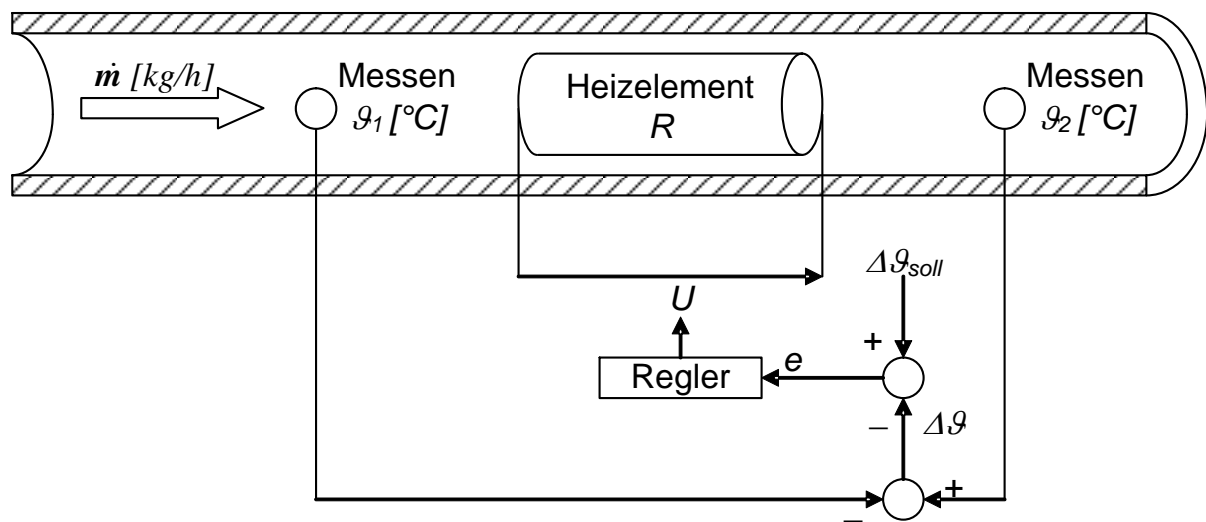 ṁ [kg/h]
Messen
ϑ1 [°C]
Heizelement
R
Messen
ϑ2 [°C]
Δϑsoll
U
+
Regler
e
−
Δϑ
+
−